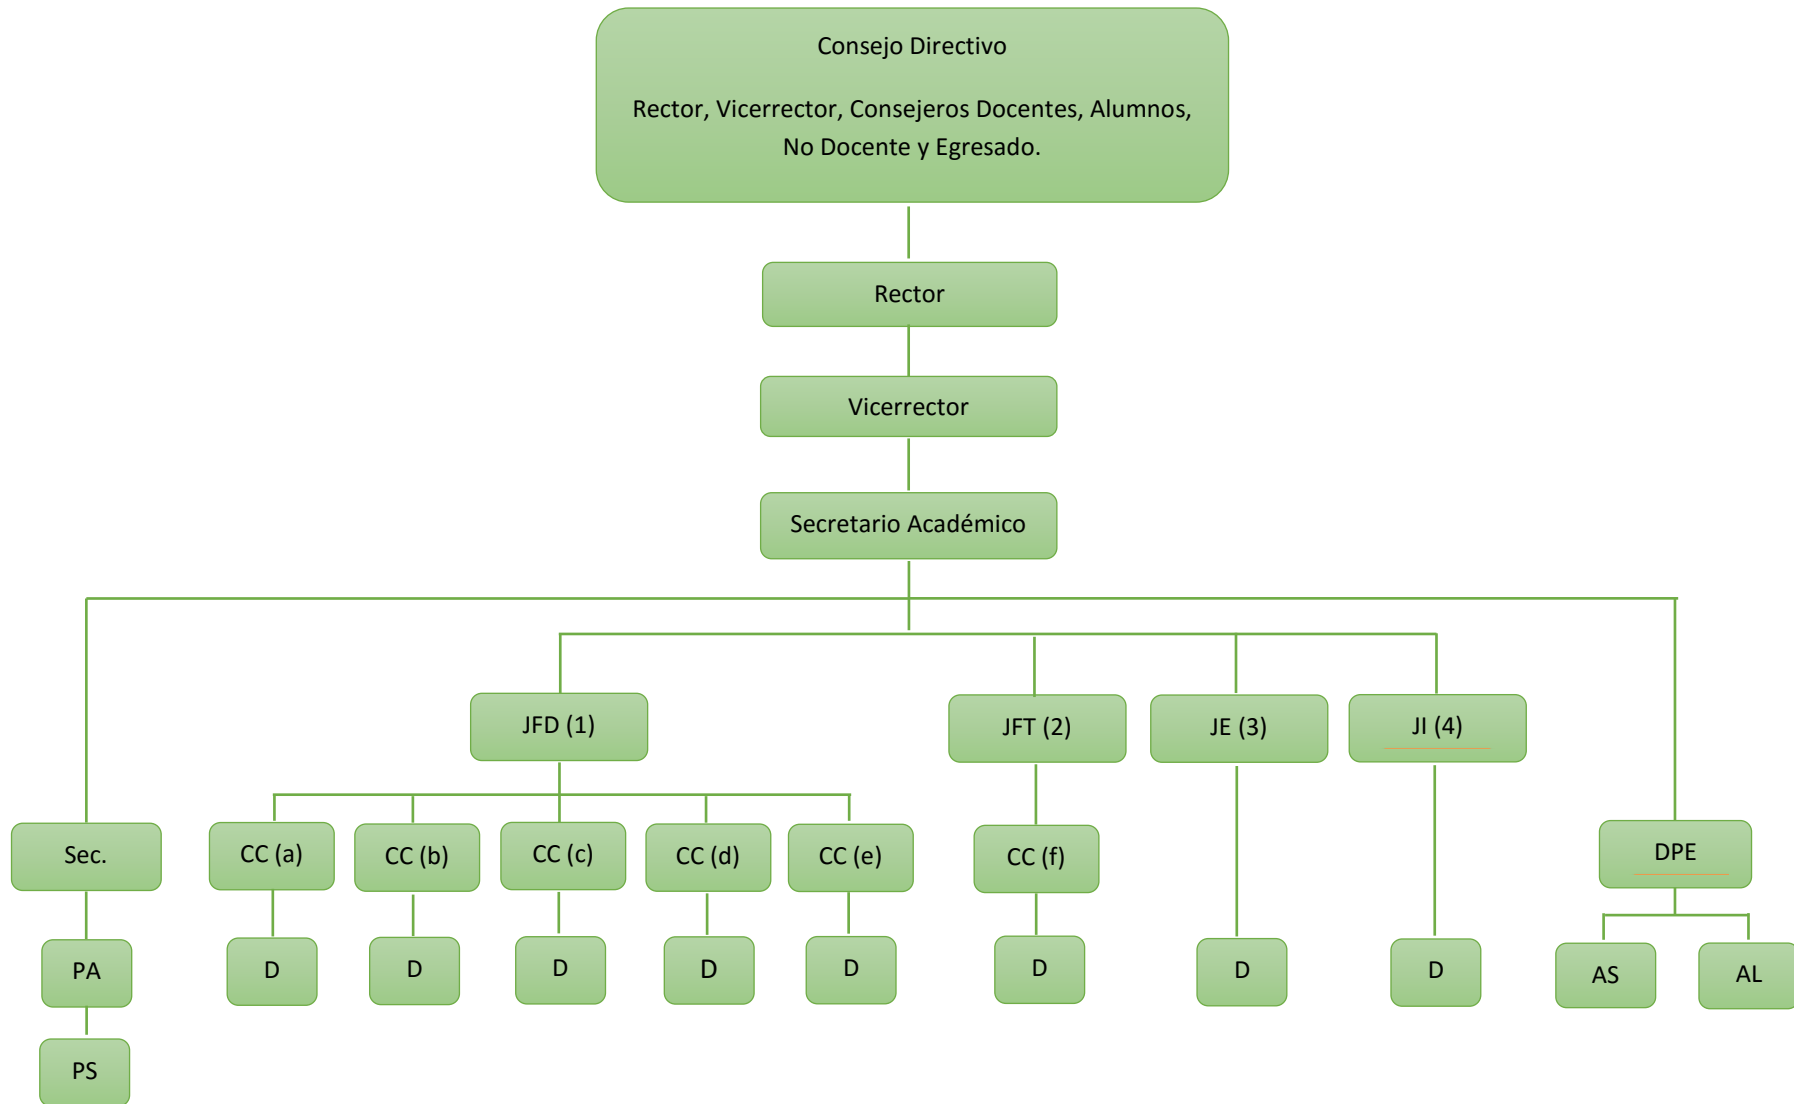 Consejo Directivo
Rector, Vicerrector, Consejeros Docentes, Alumnos,
No Docente y Egresado.
Rector
Vicerrector
Secretario Académico
JFD (1)
JFT (2)
JE (3)
JI (4)
Sec.
CC (a)
CC (b)
CC (c)
CC (d)
CC (e)
CC (f)
DPE
PA
D
D
D
D
D
D
D
D
AS
AL
PS